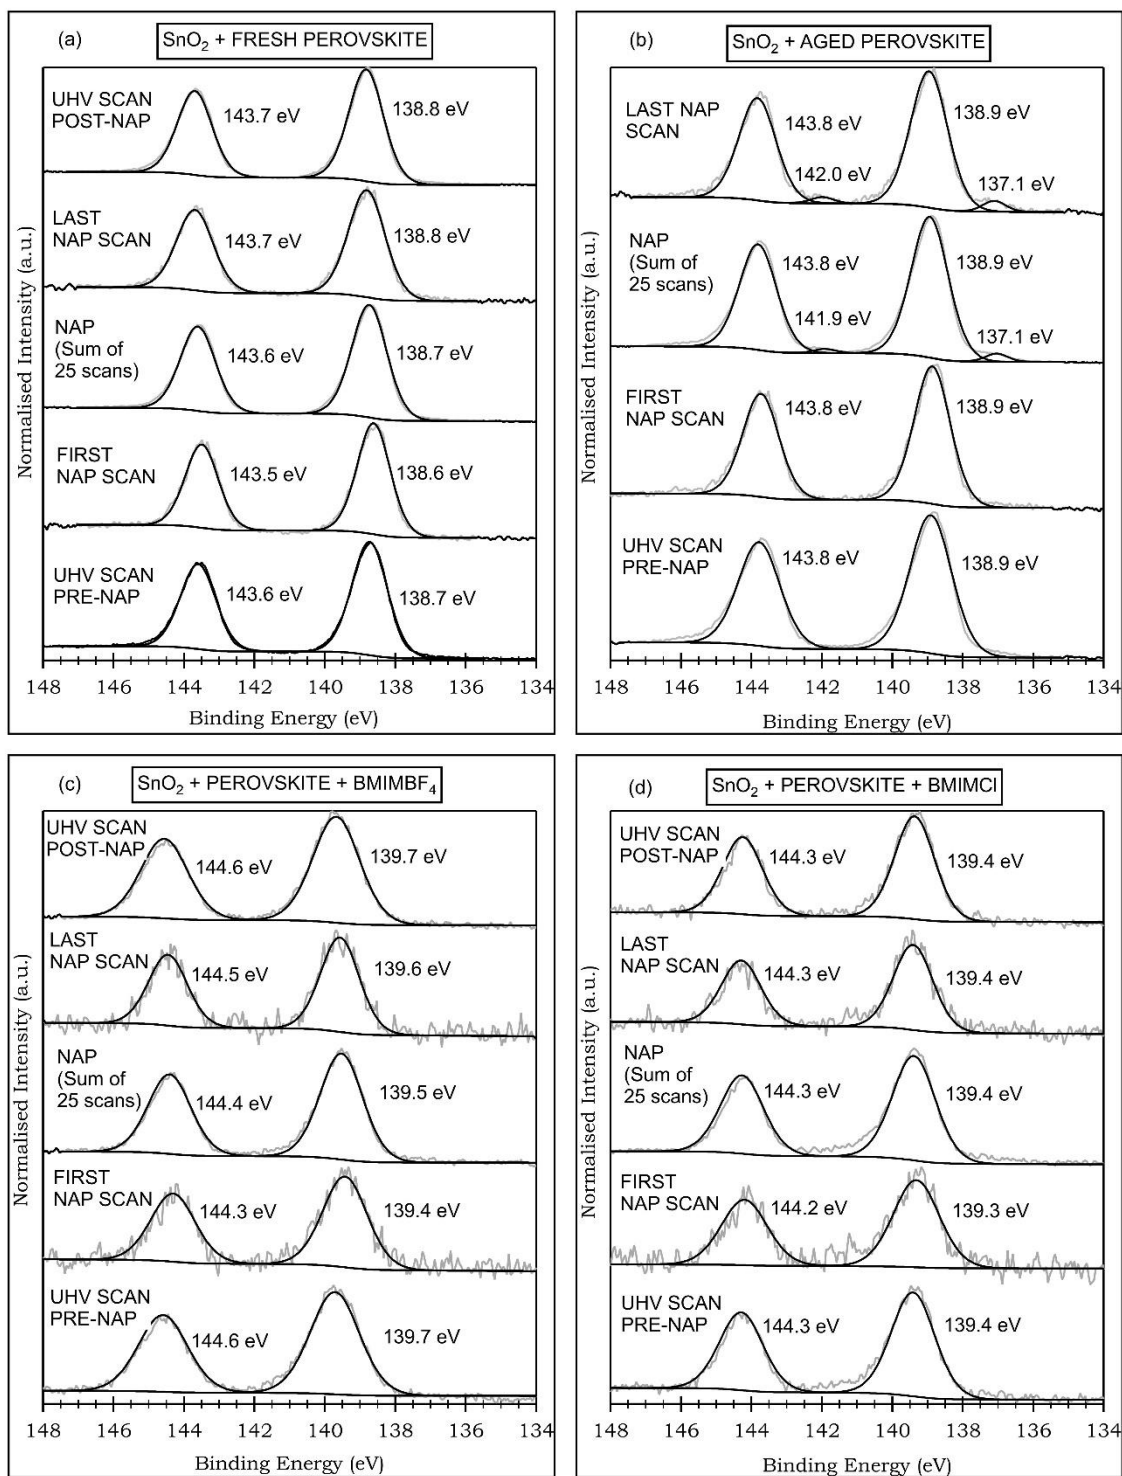 (a)
SnO₂ + FRESH PEROVSKITE
UHV SCAN
POST-NAP
143.7 eV
138.8 eV
LAST
NAP SCAN
143.7 eV
138.8 eV
NAP
(Sum of
25 scans)
143.6 eV
138.7 eV
FIRST
NAP SCAN
143.5 eV
138.6 eV
UHV SCAN
PRE-NAP
143.6 eV
138.7 eV
Normalised Intensity (a.u.)
148 146 144 142 140 138 136 134
Binding Energy (eV)
(b)
SnO₂ + AGED PEROVSKITE
LAST NAP
SCAN
143.8 eV
142.0 eV
138.9 eV
137.1 eV
NAP
(Sum of
25 scans)
143.8 eV
141.9 eV
138.9 eV
137.1 eV
FIRST
NAP SCAN
143.8 eV
138.9 eV
UHV SCAN
PRE-NAP
143.8 eV
138.9 eV
Normalised Intensity (a.u.)
148 146 144 142 140 138 136 134
Binding Energy (eV)
(c)
SnO₂ + PEROVSKITE + BMIMBF₄
UHV SCAN
POST-NAP
144.6 eV
139.7 eV
LAST
NAP SCAN
144.5 eV
139.6 eV
NAP
(Sum of
25 scans)
144.4 eV
139.5 eV
FIRST
NAP SCAN
144.3 eV
139.4 eV
UHV SCAN
PRE-NAP
144.6 eV
139.7 eV
Normalised Intensity (a.u.)
148 146 144 142 140 138 136 134
Binding Energy (eV)
(d)
SnO₂ + PEROVSKITE + BMIMCl
UHV SCAN
POST-NAP
144.3 eV
139.4 eV
LAST
NAP SCAN
144.3 eV
139.4 eV
NAP
(Sum of
25 scans)
144.3 eV
139.4 eV
FIRST
NAP SCAN
144.2 eV
139.3 eV
UHV SCAN
PRE-NAP
144.3 eV
139.4 eV
Normalised Intensity (a.u.)
148 146 144 142 140 138 136 134
Binding Energy (eV)